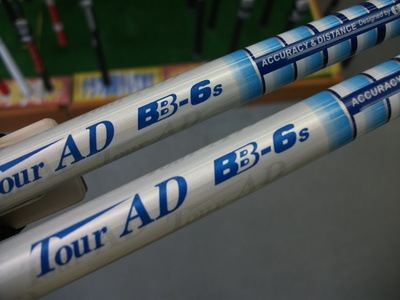 Tour AD BB-6s ACCURACY & DISTANCE Designed by
Tour AD BB-6s ACCURACY